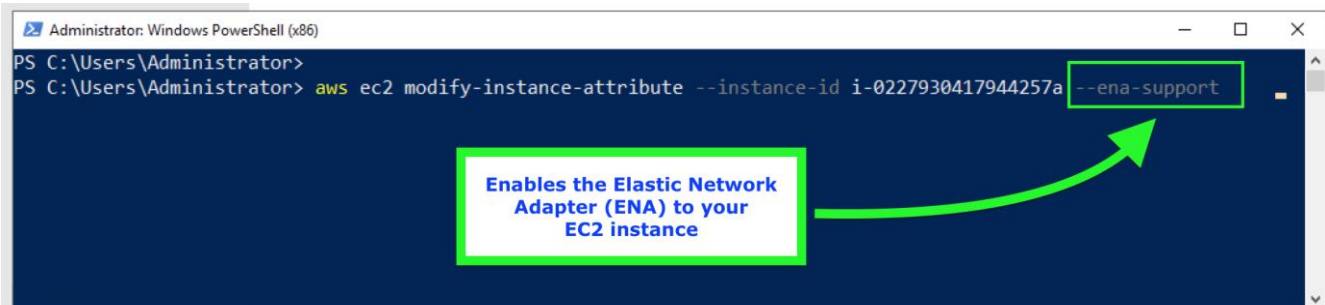 Administrator: Windows PowerShell (x86)
PS C:\Users\Administrator>
PS C:\Users\Administrator> aws ec2 modify-instance-attribute --instance-id i-0227930417944257a --ena-support
Enables the Elastic Network
Adapter (ENA) to your
EC2 instance